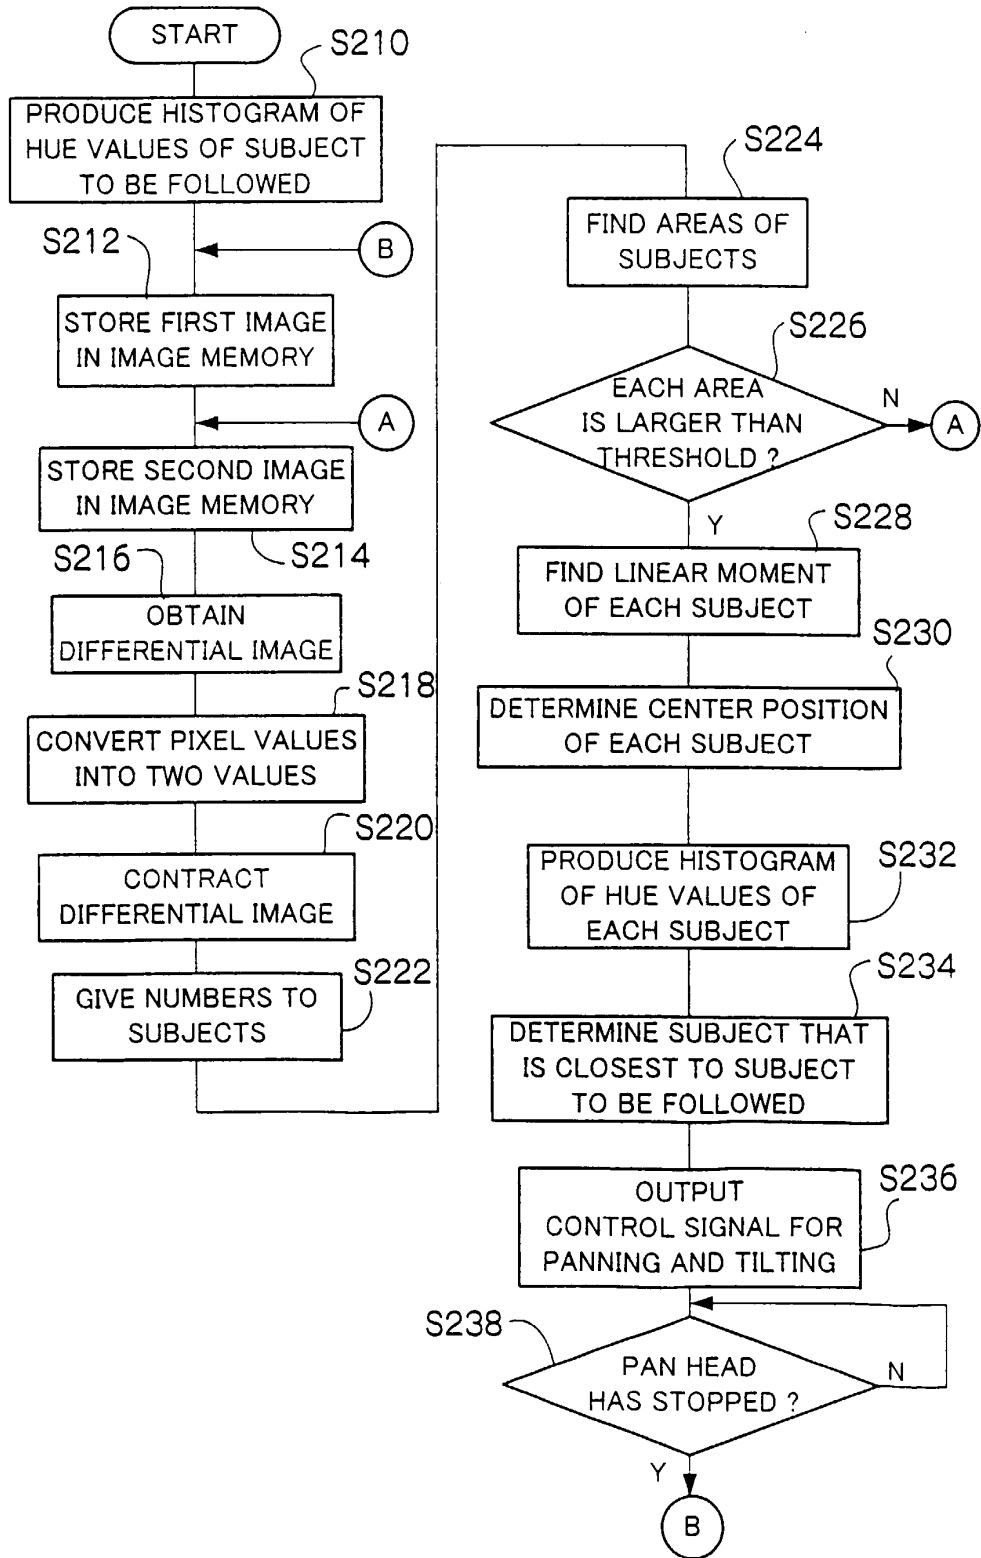 START
S210
PRODUCE HISTOGRAM OF
HUE VALUES OF SUBJECT
TO BE FOLLOWED
B
S212
STORE FIRST IMAGE
IN IMAGE MEMORY
A
STORE SECOND IMAGE
IN IMAGE MEMORY
S214
S216
OBTAIN
DIFFERENTIAL IMAGE
S218
CONVERT PIXEL VALUES
INTO TWO VALUES
S220
CONTRACT
DIFFERENTIAL IMAGE
S222
GIVE NUMBERS TO
SUBJECTS
S224
FIND AREAS OF
SUBJECTS
S226
EACH AREA
IS LARGER THAN
THRESHOLD ?
N
A
Y
S228
FIND LINEAR MOMENT
OF EACH SUBJECT
S230
DETERMINE CENTER POSITION
OF EACH SUBJECT
S232
PRODUCE HISTOGRAM
OF HUE VALUES OF
EACH SUBJECT
S234
DETERMINE SUBJECT THAT
IS CLOSEST TO SUBJECT
TO BE FOLLOWED
S236
OUTPUT
CONTROL SIGNAL FOR
PANNING AND TILTING
S238
PAN HEAD
HAS STOPPED ?
N
Y
B